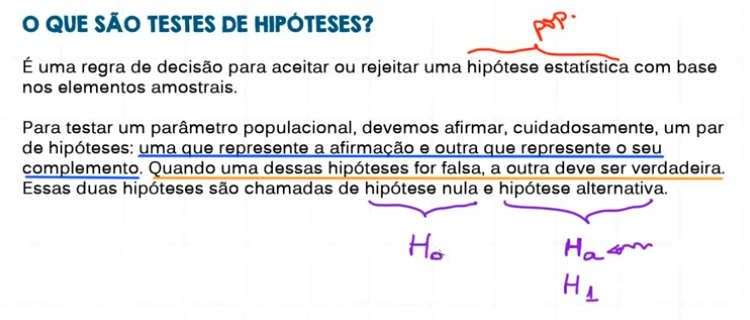 O QUE SÃO TESTES DE HIPÓTESES?
pop.
É uma regra de decisão para aceitar ou rejeitar uma hipótese estatística com base
nos elementos amostrais.
Para testar um parâmetro populacional, devemos afirmar, cuidadosamente, um par
de hipóteses: uma que represente a afirmação e outra que represente o seu
complemento. Quando uma dessas hipóteses for falsa, a outra deve ser verdadeira.
Essas duas hipóteses são chamadas de hipótese nula e hipótese alternativa.
H₀ Hₐ
H₁